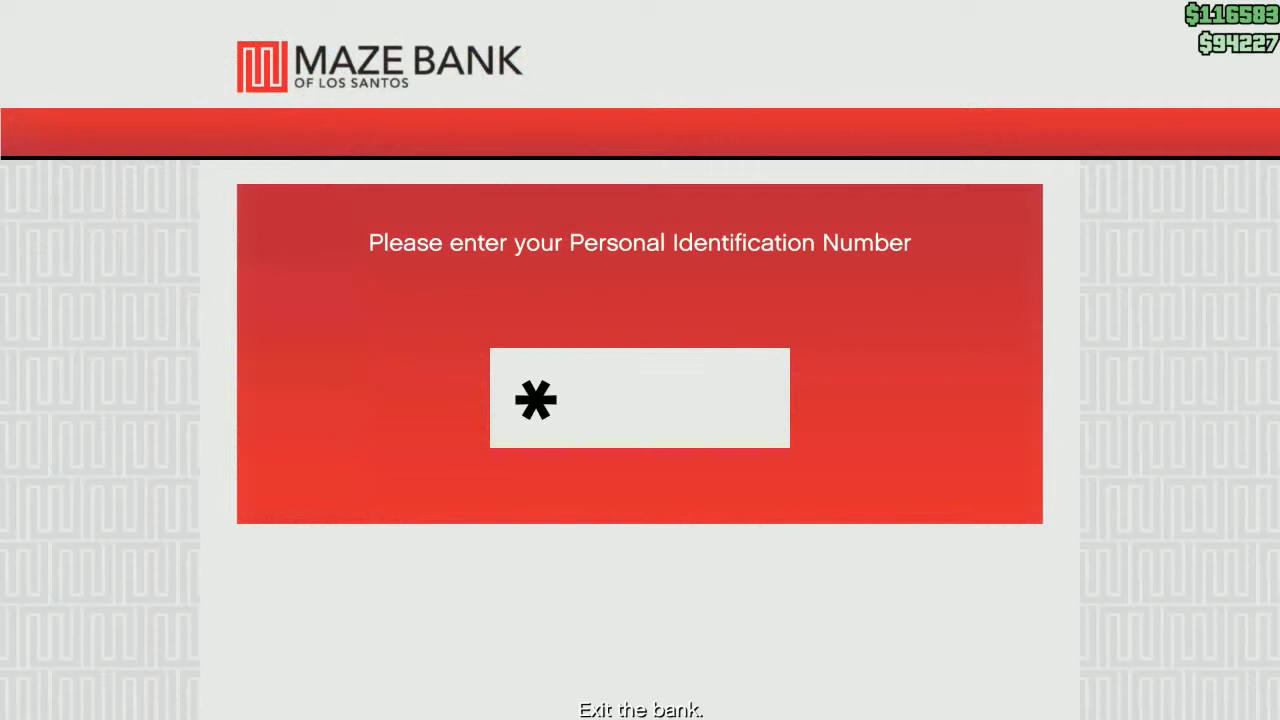 $116583
$94227
MAZE BANK
OF LOS SANTOS
Please enter your Personal Identification Number
*
Exit the bank.